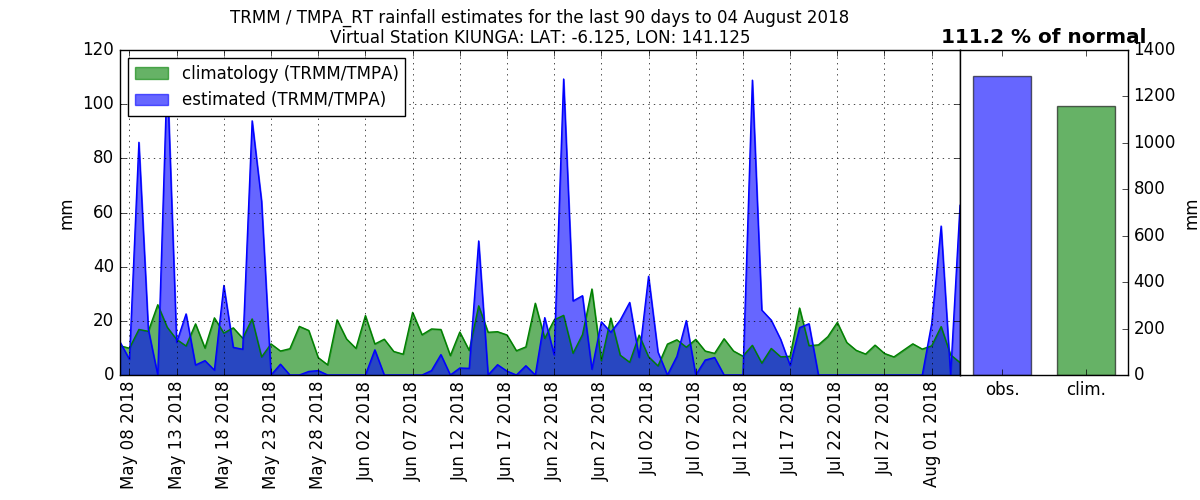 TRMM / TMPA_RT rainfall estimates for the last 90 days to 04 August 2018
Virtual Station KIUNGA: LAT: -6.125, LON: 141.125
111.2 % of normal
climatology (TRMM/TMPA)
estimated (TRMM/TMPA)
mm
120
100
80
60
40
20
0
May 08 2018
May 13 2018
May 18 2018
May 23 2018
May 28 2018
Jun 02 2018
Jun 07 2018
Jun 12 2018
Jun 17 2018
Jun 22 2018
Jun 27 2018
Jul 02 2018
Jul 07 2018
Jul 12 2018
Jul 17 2018
Jul 22 2018
Jul 27 2018
Aug 01 2018
obs.
clim.
1400
1200
1000
800
600
400
200
0
mm